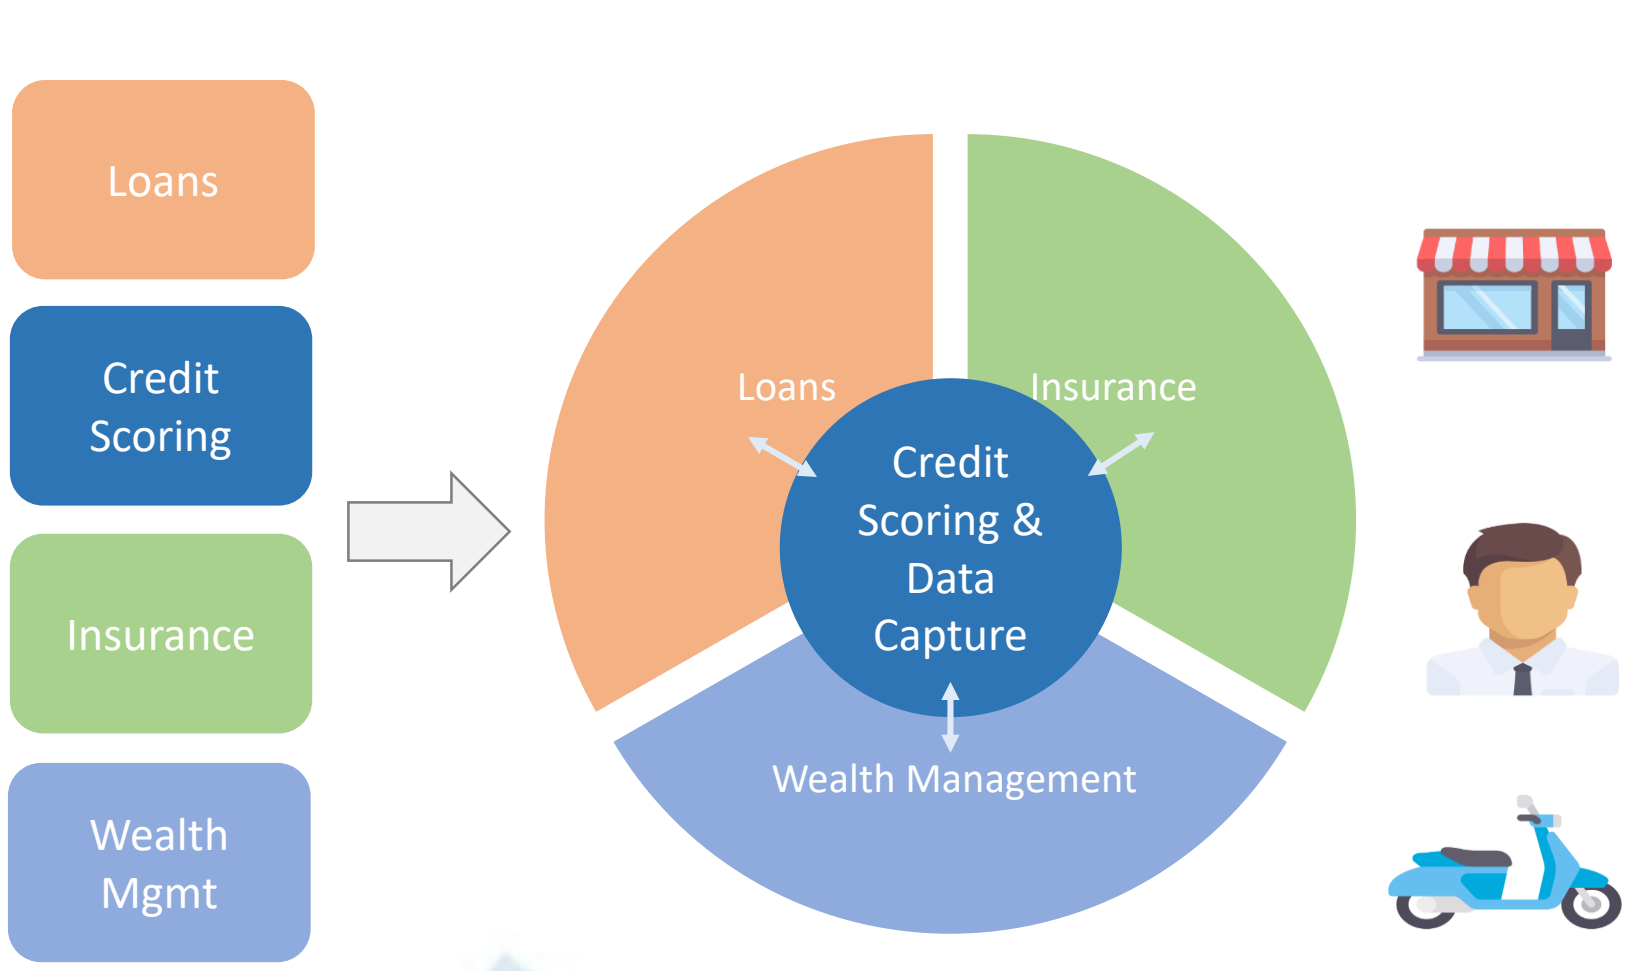 Loans
Credit
Scoring
Insurance
Wealth
Mgmt
Loans
Insurance
Credit
Scoring &
Data
Capture
Wealth Management